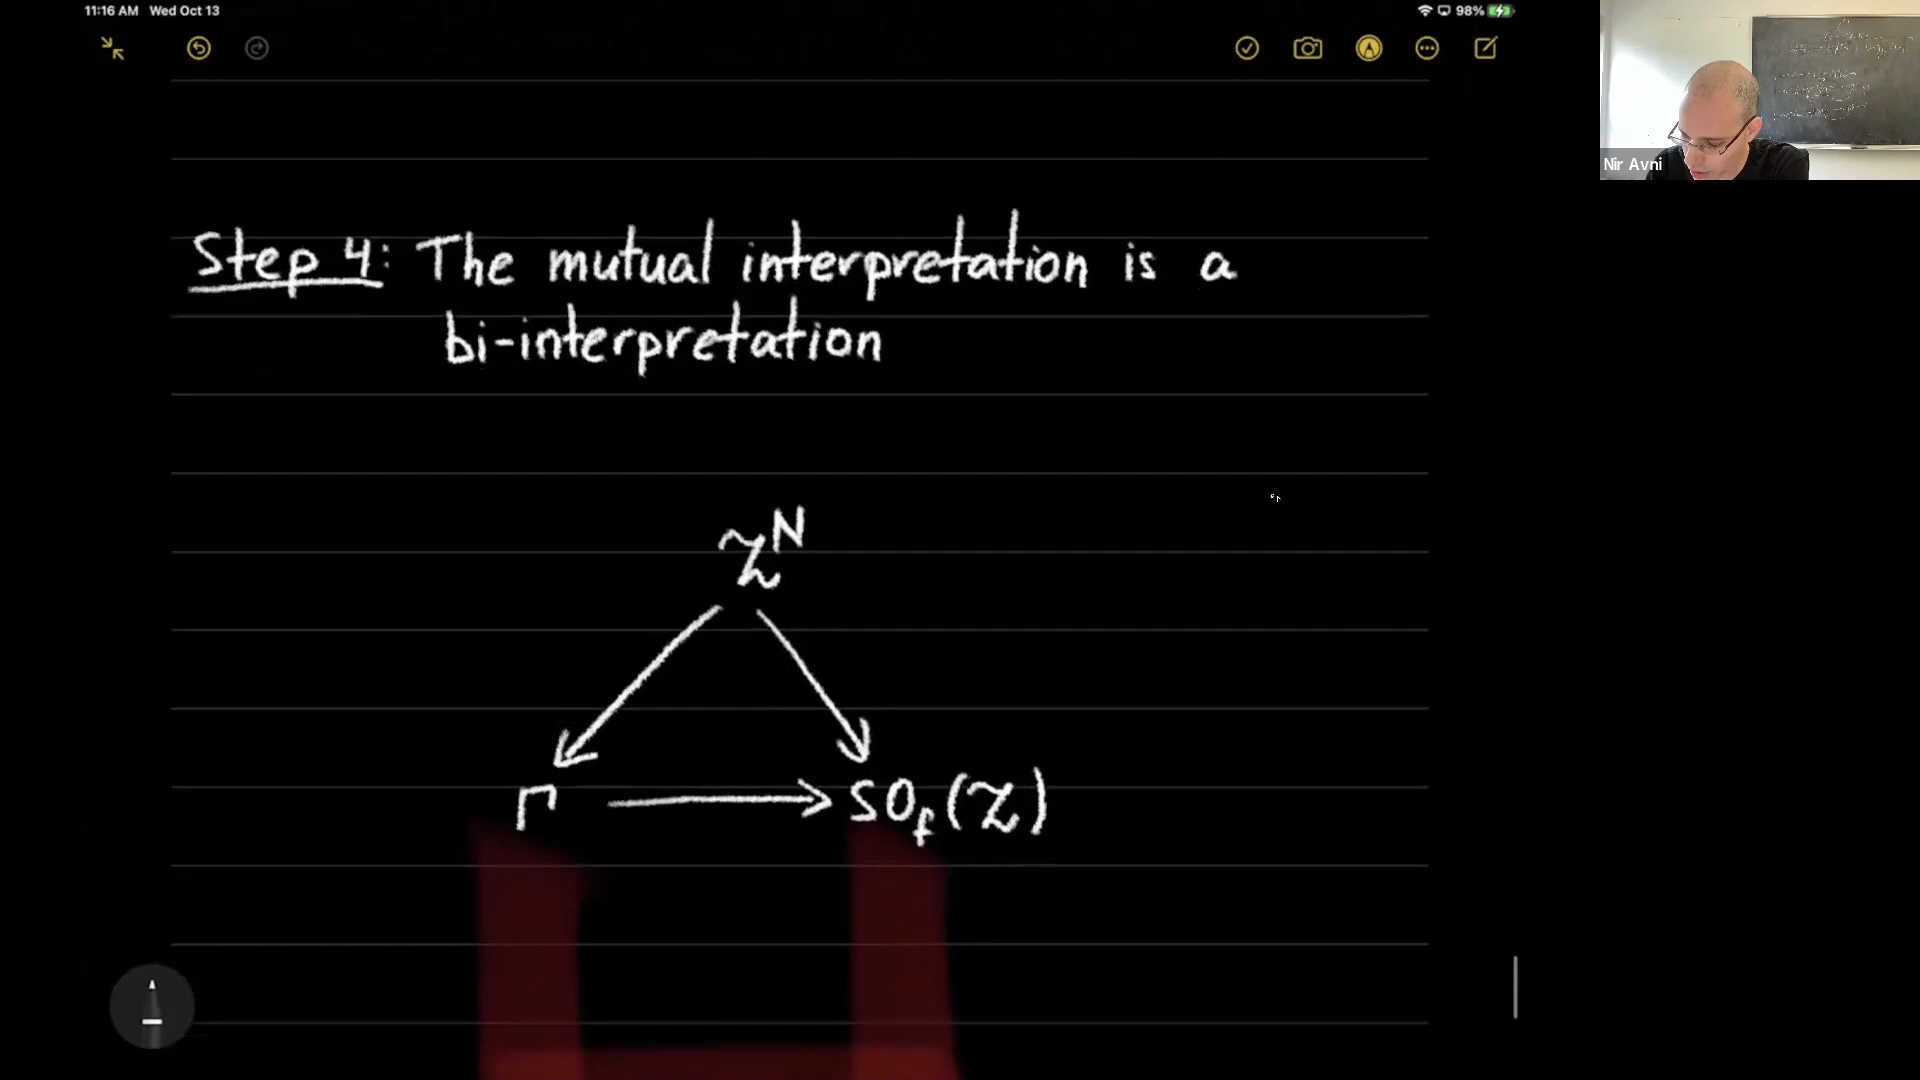 11:16 AM Wed Oct 13
98%
Nir Avni
Step 4: The mutual interpretation is a
bi-interpretation
ℤ^N
Γ → SO_f(ℤ)